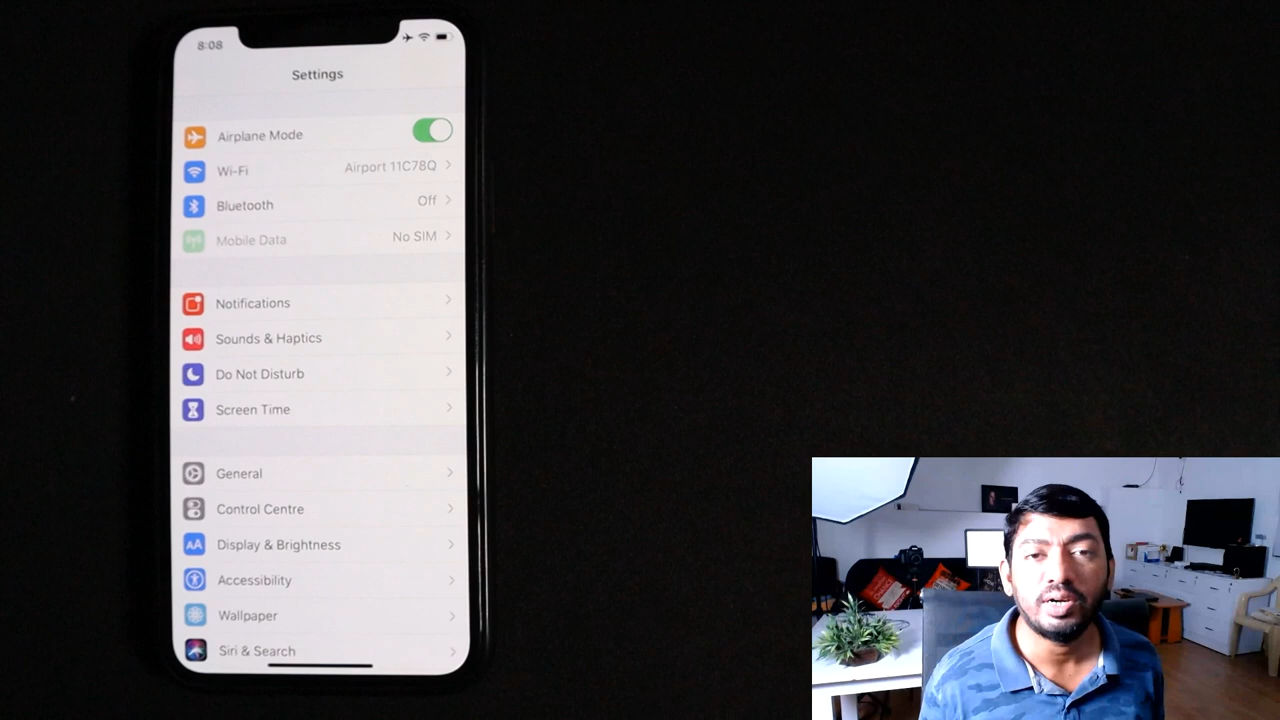 8:08
Settings
Airplane Mode
Wi-Fi Airport 11C78Q
Bluetooth Off
Mobile Data No SIM
Notifications
Sounds & Haptics
Do Not Disturb
Screen Time
General
Control Centre
AA Display & Brightness
Accessibility
Wallpaper
Siri & Search